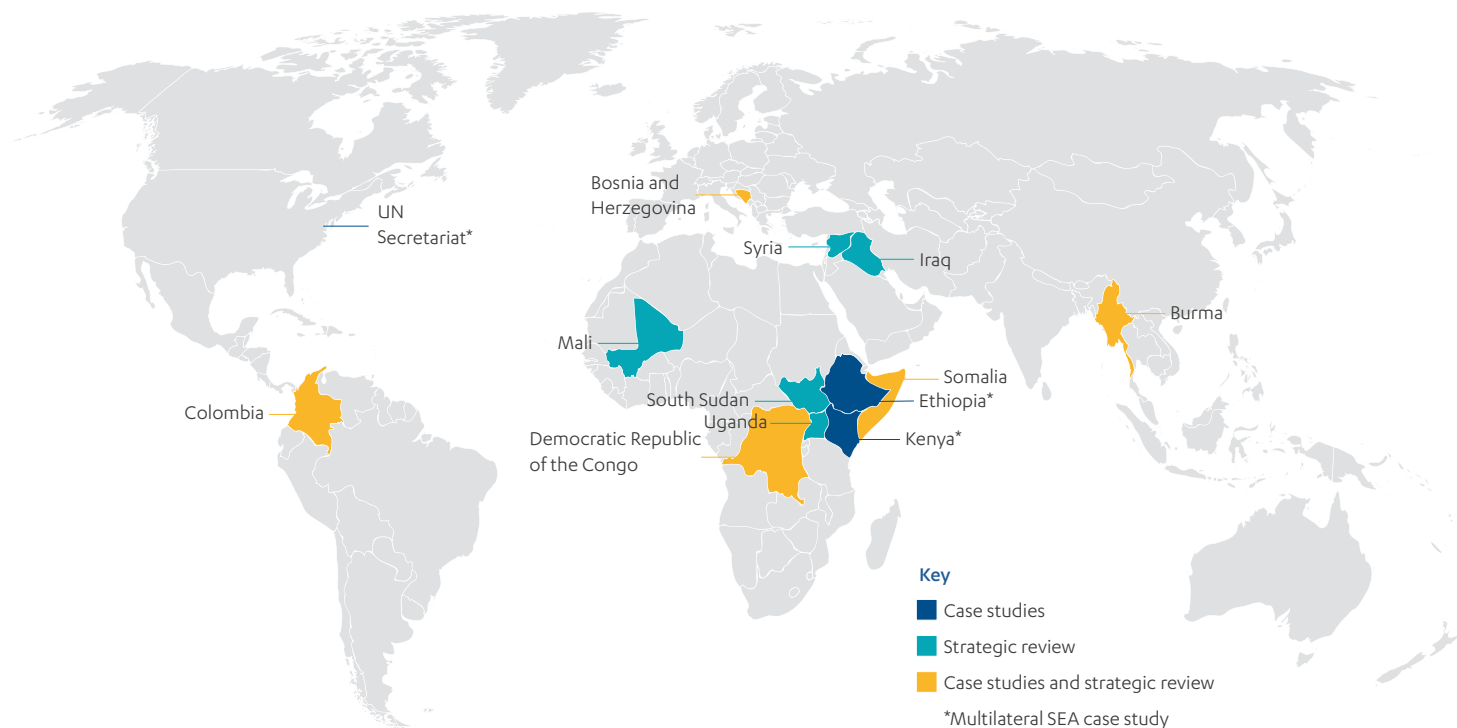 Bosnia and
Herzegovina
UN
Secretariat*
Syria
Iraq
Burma
Mali
Somalia
South Sudan
Ethiopia*
Colombia
Uganda
Democratic Republic
of the Congo
Kenya*
Key
Case studies
Strategic review
Case studies and strategic review
*Multilateral SEA case study